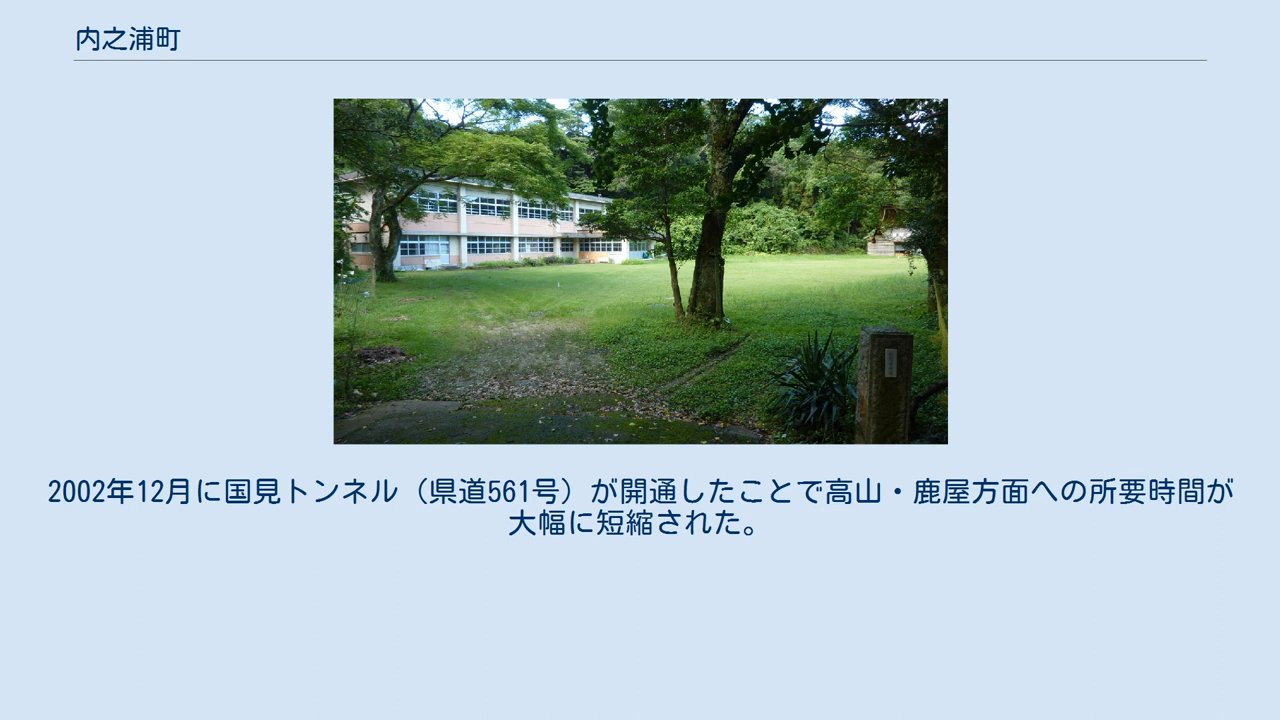 内之浦町
2002年12月に国見トンネル（県道561号）が開通したことで高山・鹿屋方面への所要時間が
大幅に短縮された。